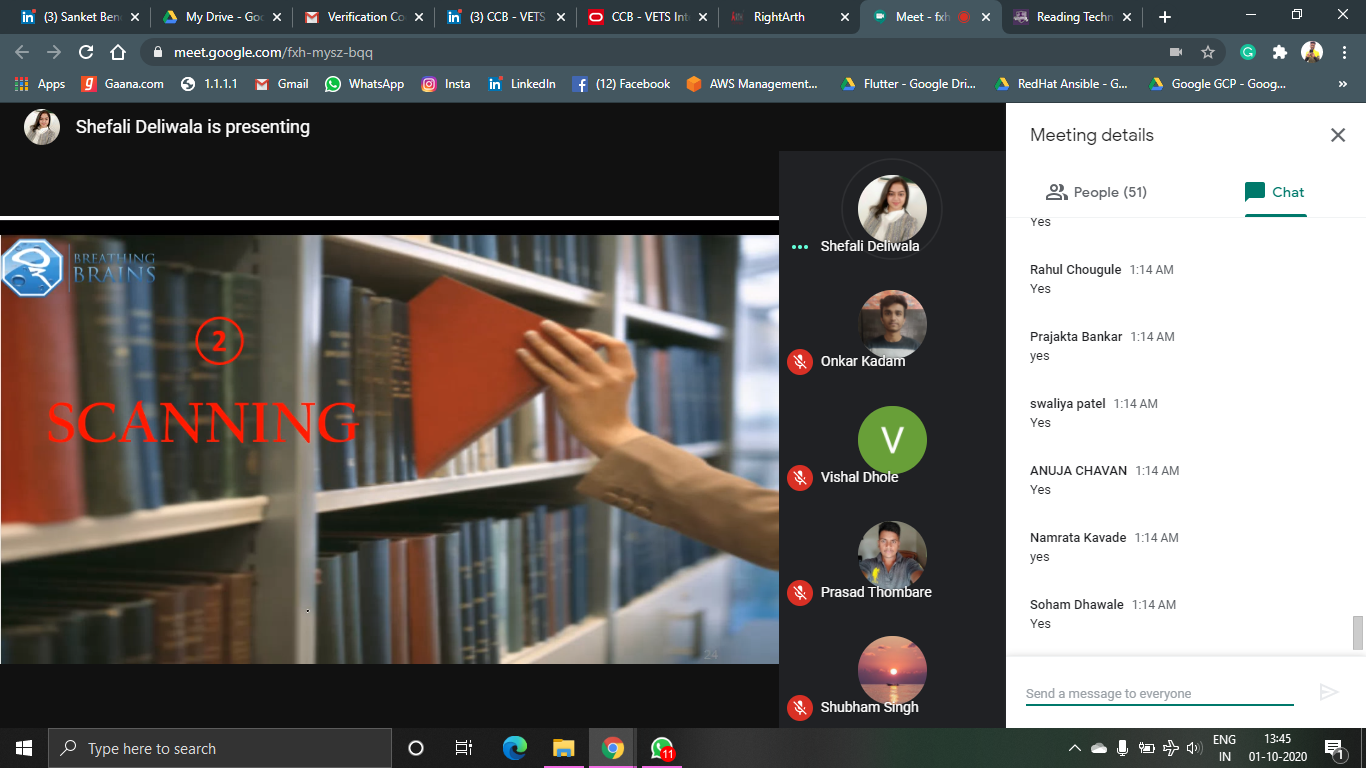 (3) Sanket Ben
My Drive - Goo
Verification Co
(3) CCB - VETS
CCB - VETS Int
RightArth
Meet - fxh
Reading Techn
meet.google.com/fxh-mysz-bqq
Apps
Gaana.com
1.1.1.1
Gmail
WhatsApp
Insta
LinkedIn
(12) Facebook
AWS Management...
Flutter - Google Dri...
RedHat Ansible - G...
Google GCP - Goog...
»
Shefali Deliwala is presenting
BREATHING
BRAINS
2
SCANNING
24
Shefali Deliwala
Onkar Kadam
V
Vishal Dhole
Prasad Thombare
Shubham Singh
Meeting details
People (51)
Chat
Yes
Rahul Chougule 1:14 AM
Yes
Prajakta Bankar 1:14 AM
yes
swaliya patel 1:14 AM
Yes
ANUJA CHAVAN 1:14 AM
Yes
Namrata Kavade 1:14 AM
yes
Soham Dhawale 1:14 AM
Yes
Send a message to everyone
Type here to search
11
ENG
IN
13:45
01-10-2020
1